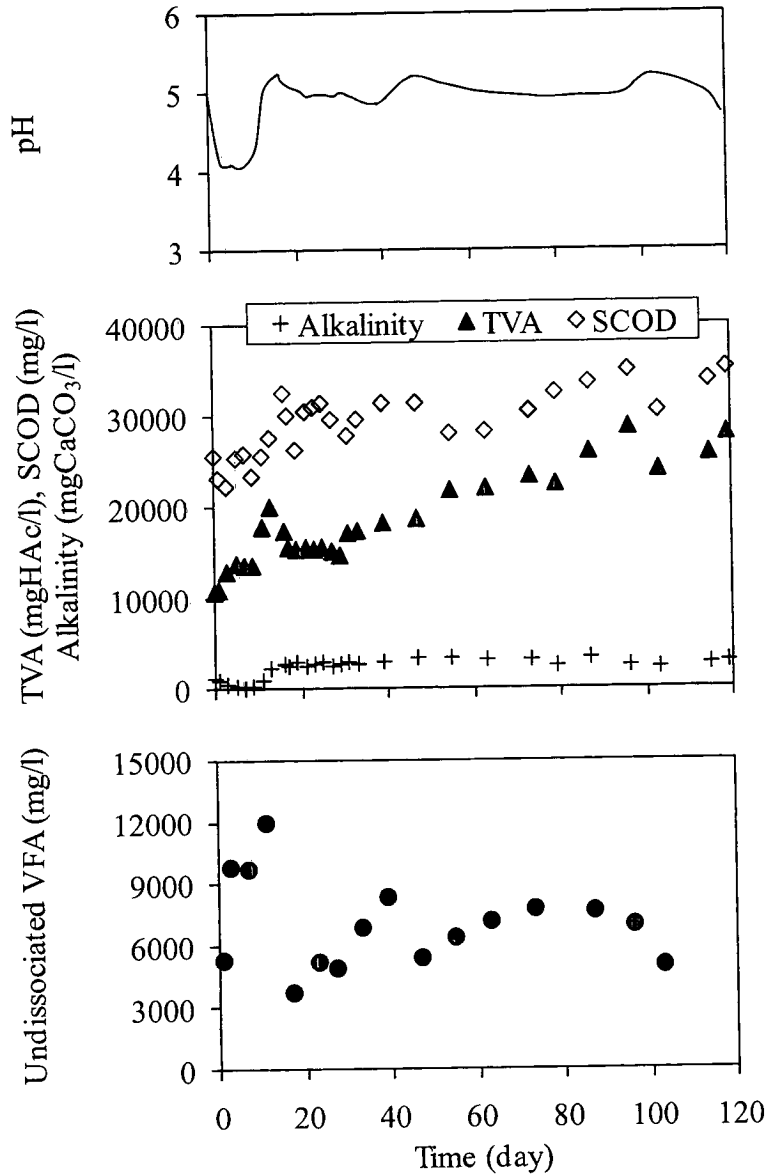 6
5
4
3
pH
+ Alkalinity ▲ TVA ◇ SCOD
40000
30000
20000
10000
0
TVA (mgHAc/l), SCOD (mg/l)
Alkalinity (mgCaCO₃/l)
15000
12000
9000
6000
3000
0
Undissociated VFA (mg/l)
0 20 40 60 80 100 120
Time (day)